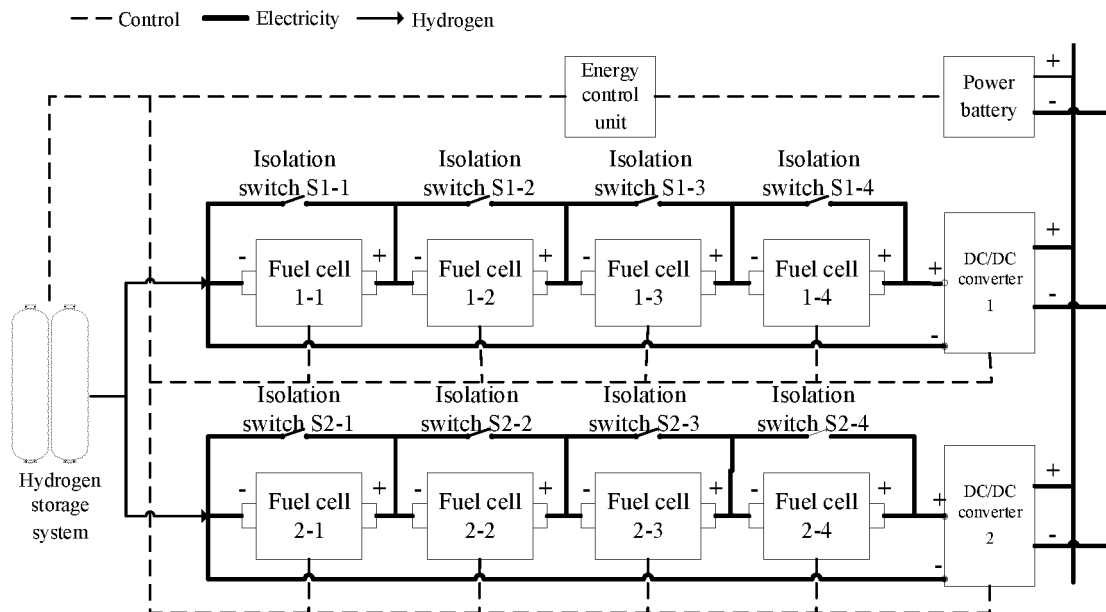 Control
Electricity
Hydrogen
Energy
control
unit
Power
battery
+
-
Isolation
switch S1-1
Isolation
switch S1-2
Isolation
switch S1-3
Isolation
switch S1-4
-
Fuel cell
1-1
+
-
Fuel cell
1-2
+
-
Fuel cell
1-3
+
-
Fuel cell
1-4
+
+
-
DC/DC
converter
1
+
-
Isolation
switch S2-1
Isolation
switch S2-2
Isolation
switch S2-3
Isolation
switch S2-4
-
Fuel cell
2-1
+
-
Fuel cell
2-2
+
-
Fuel cell
2-3
+
-
Fuel cell
2-4
+
+
-
DC/DC
converter
2
+
-
Hydrogen
storage
system